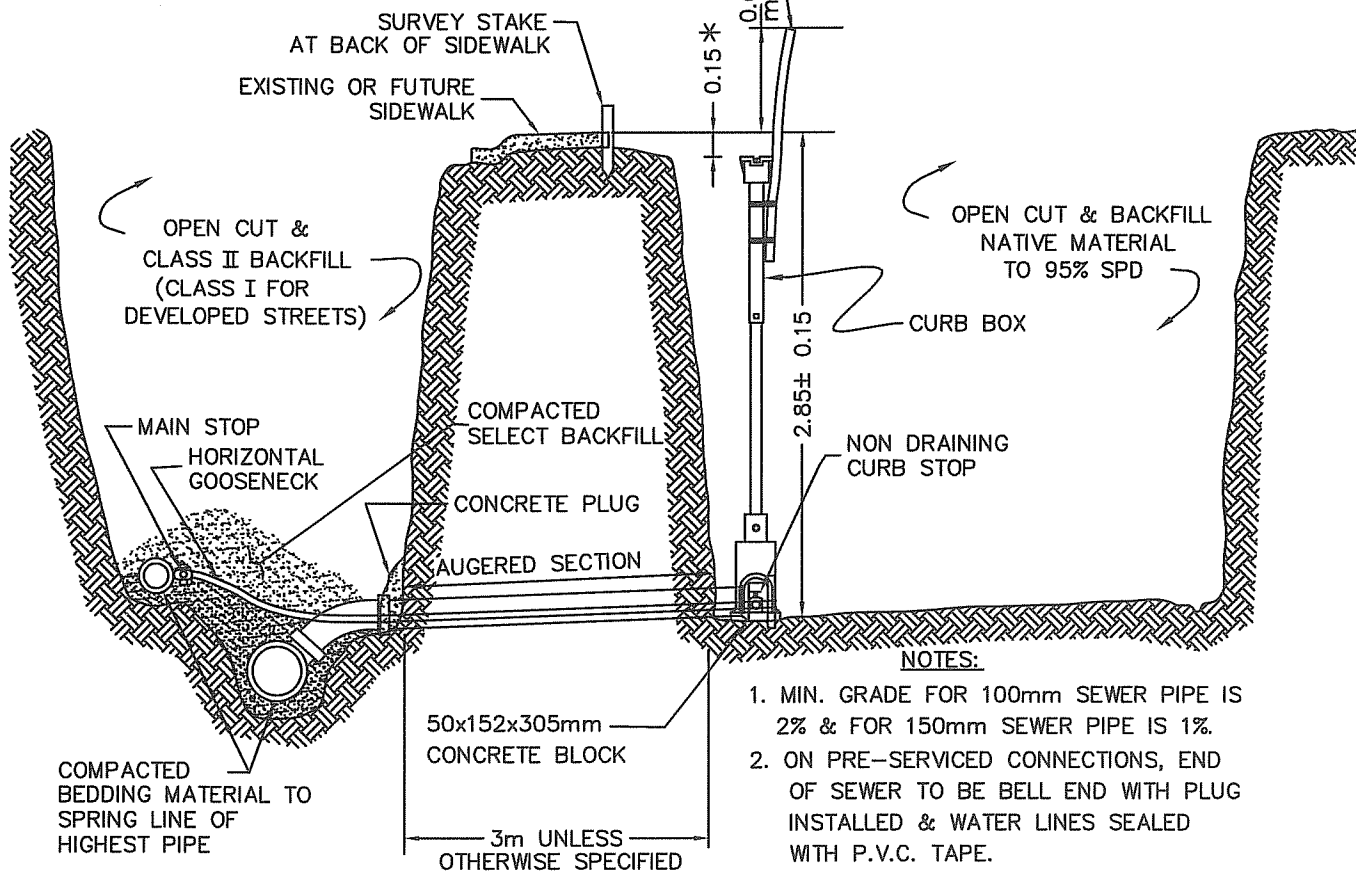 SURVEY STAKE
AT BACK OF SIDEWALK
EXISTING OR FUTURE
SIDEWALK
0.15*
OPEN CUT &
CLASS II BACKFILL
(CLASS I FOR
DEVELOPED STREETS)
OPEN CUT & BACKFILL
NATIVE MATERIAL
TO 95% SPD
CURB BOX
2.85± 0.15
MAIN STOP
HORIZONTAL
GOOSENECK
COMPACTED
SELECT BACKFILL
NON DRAINING
CURB STOP
CONCRETE PLUG
AUGERED SECTION
50x152x305mm
CONCRETE BLOCK
COMPACTED
BEDDING MATERIAL TO
SPRING LINE OF
HIGHEST PIPE
3m UNLESS
OTHERWISE SPECIFIED
NOTES:
1. MIN. GRADE FOR 100mm SEWER PIPE IS
2% & FOR 150mm SEWER PIPE IS 1%.
2. ON PRE-SERVICED CONNECTIONS, END
OF SEWER TO BE BELL END WITH PLUG
INSTALLED & WATER LINES SEALED
WITH P.V.C. TAPE.